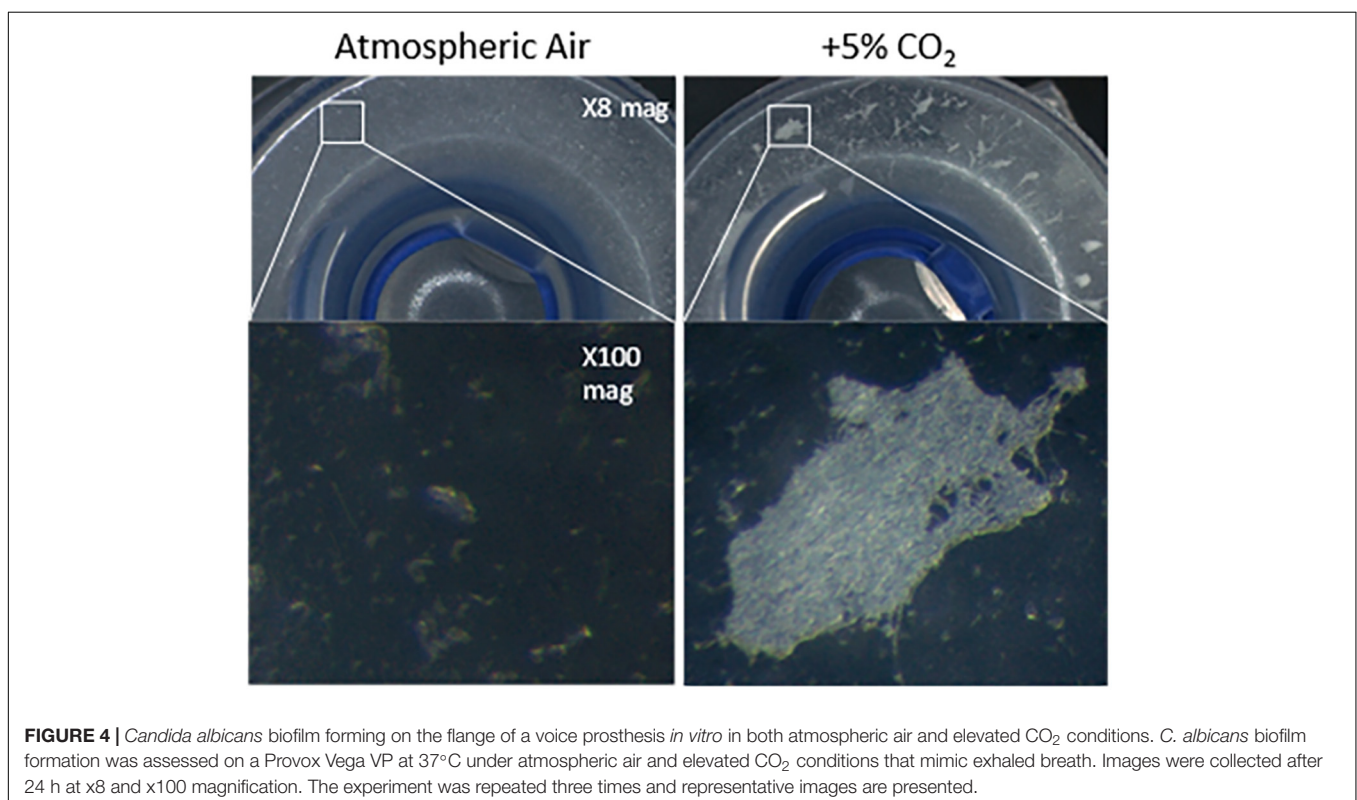 Atmospheric Air
+5% CO₂
X8 mag
X100
mag
FIGURE 4 | Candida albicans biofilm forming on the flange of a voice prosthesis in vitro in both atmospheric air and elevated CO₂ conditions. C. albicans biofilm
formation was assessed on a Provox Vega VP at 37°C under atmospheric air and elevated CO₂ conditions that mimic exhaled breath. Images were collected after
24 h at x8 and x100 magnification. The experiment was repeated three times and representative images are presented.